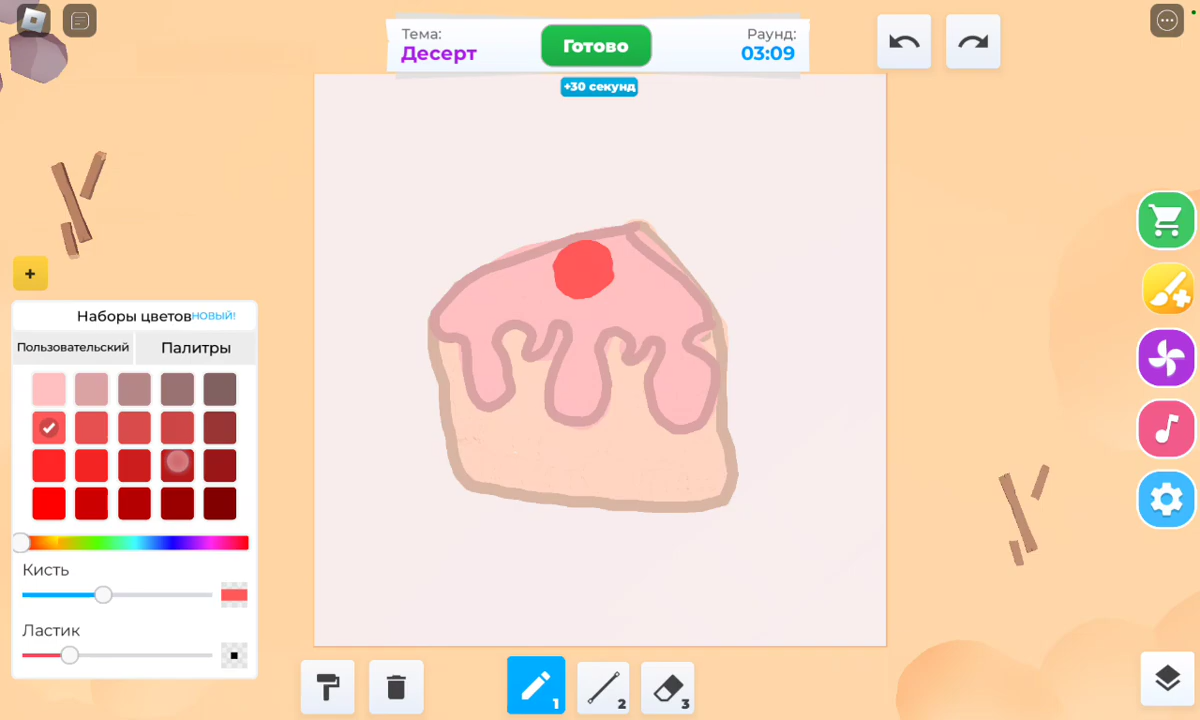 Тема:
Десерт
Готово
Раунд:
03:09
+30 секунд
+
Наборы цветов НОВЫЙ!
Пользовательский
Палитры
Кисть
Ластик
1
2
3